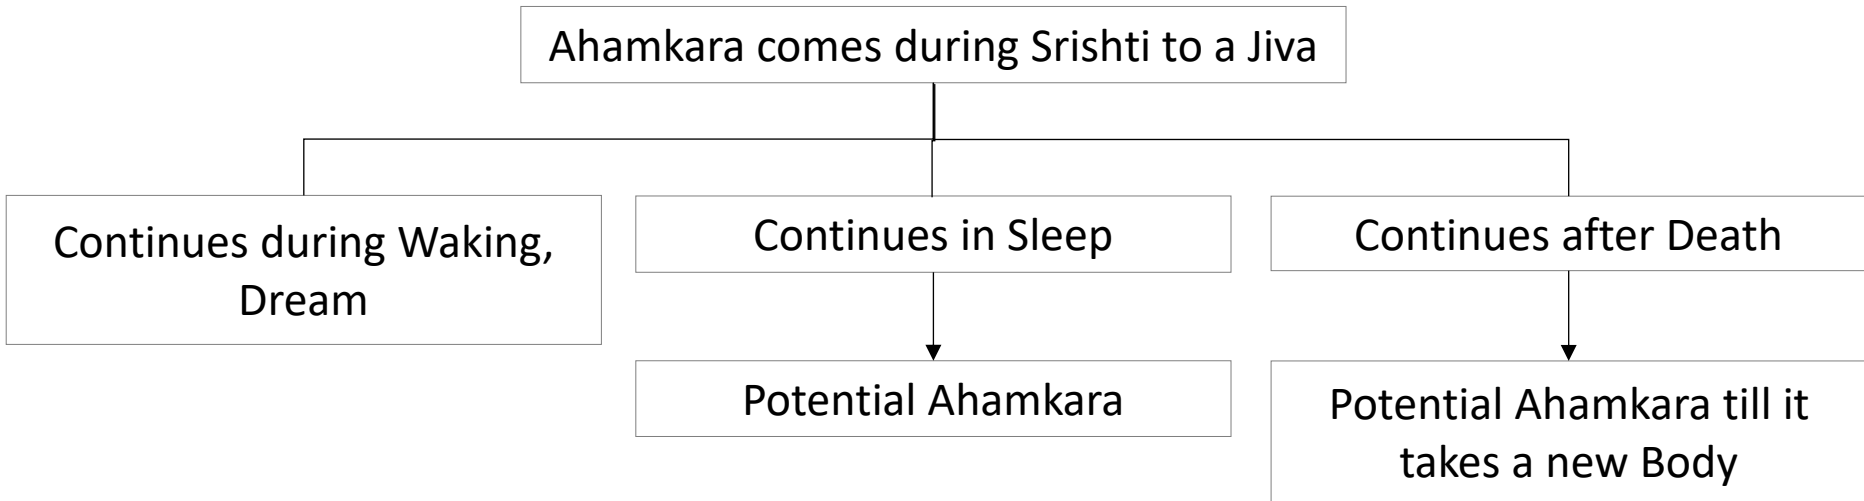 Ahamkara comes during Srishti to a Jiva
Continues during Waking,
Dream
Continues in Sleep
Continues after Death
Potential Ahamkara
Potential Ahamkara till it
takes a new Body